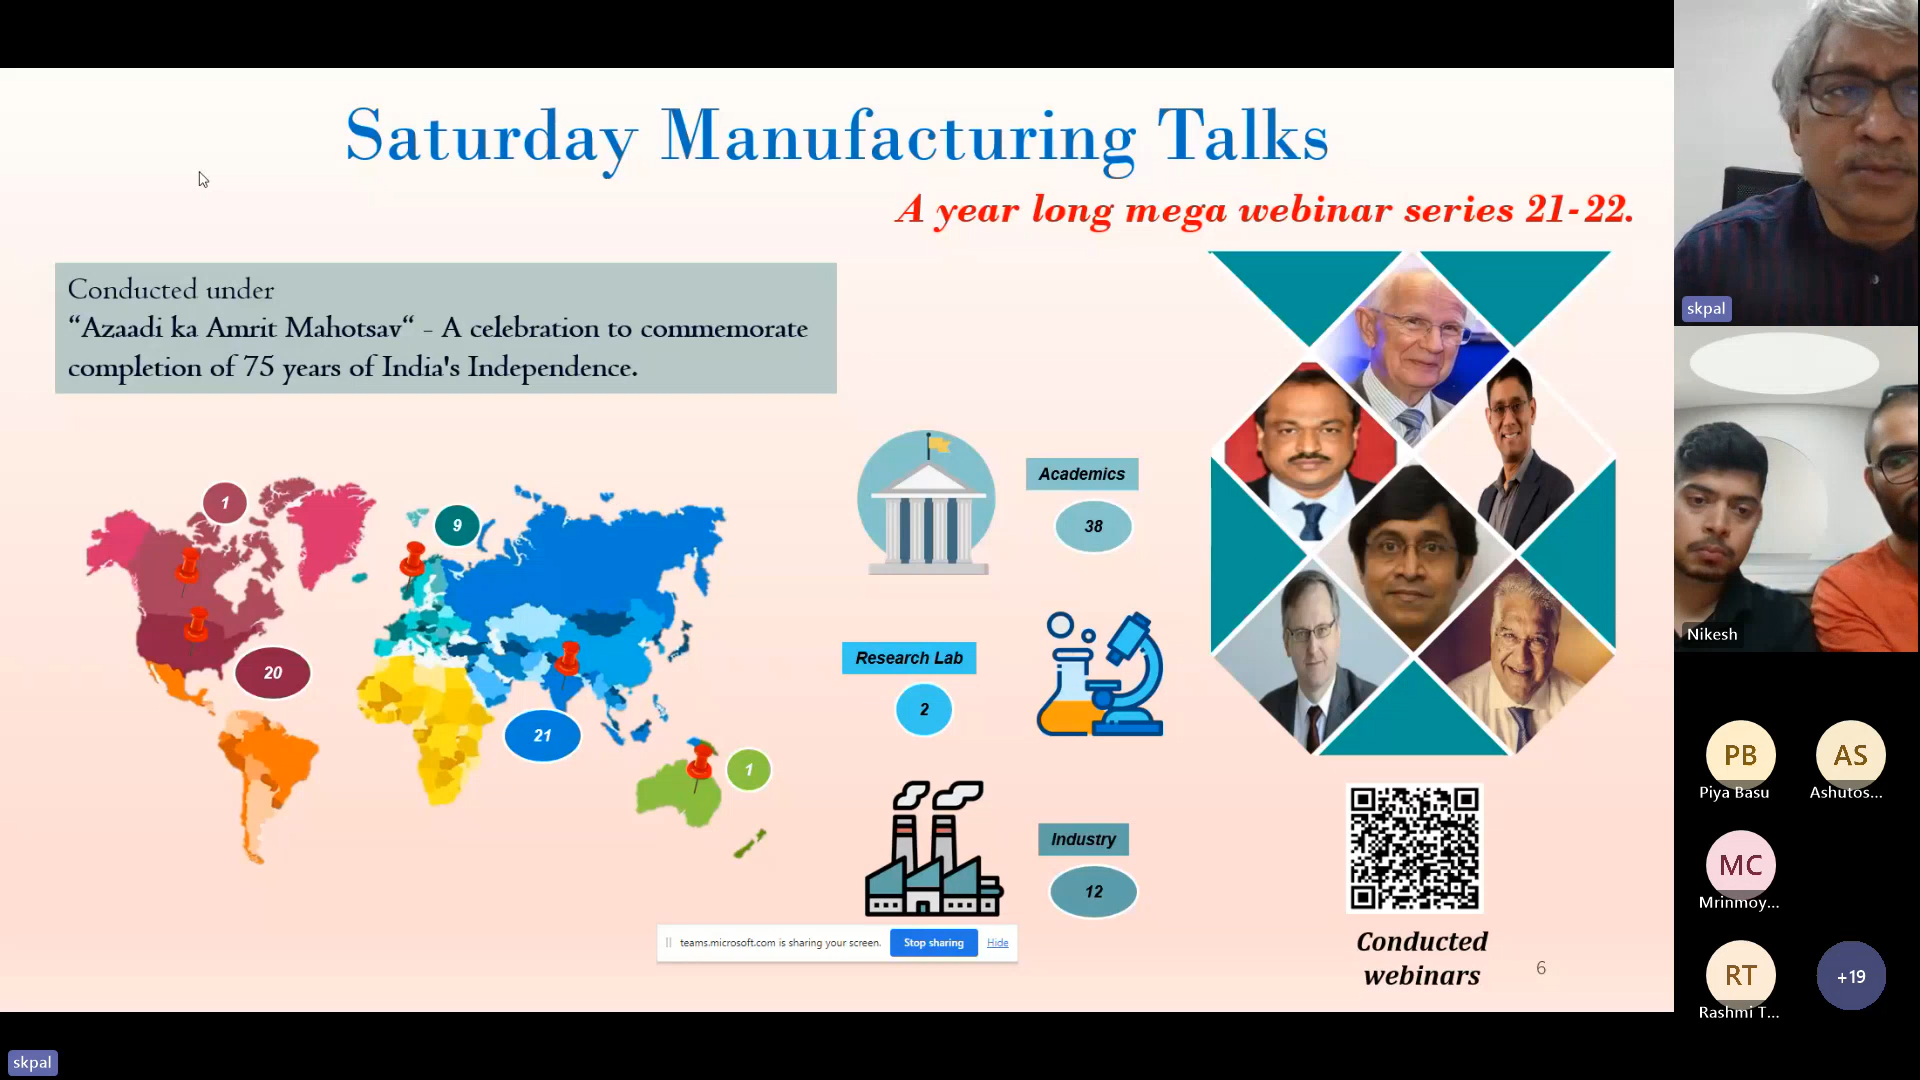 Saturday Manufacturing Talks
A year long mega webinar series 21-22.
Conducted under
“Azaadi ka Amrit Mahotsav“ - A celebration to commemorate
completion of 75 years of India's Independence.
1
9
20
21
1
Academics
38
Research Lab
2
Industry
12
Conducted
webinars
6
teams.microsoft.com is sharing your screen.
Stop sharing
Hide
skpal
Nikesh
PB
Piya Basu
AS
Ashutos...
MC
Mrinmoy...
RT
Rashmi T...
+19
skpal